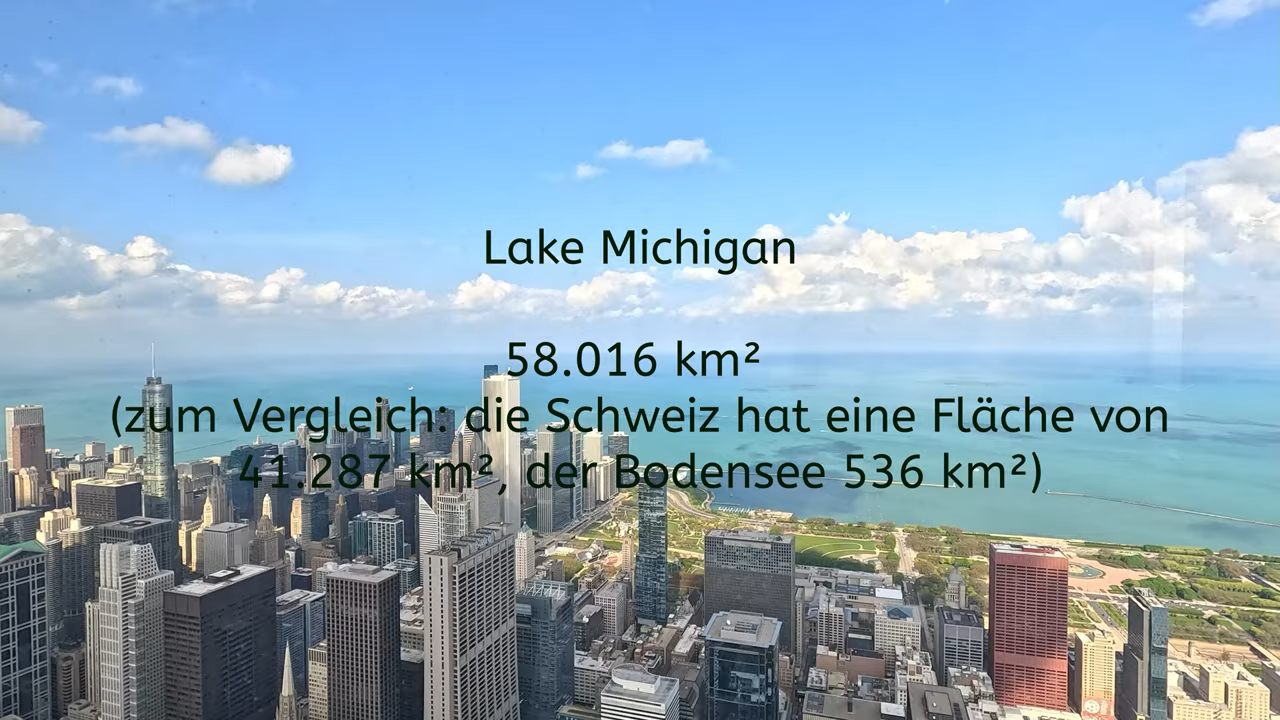 Lake Michigan
58.016 km²
(zum Vergleich: die Schweiz hat eine Fläche von
41.287 km², der Bodensee 536 km²)